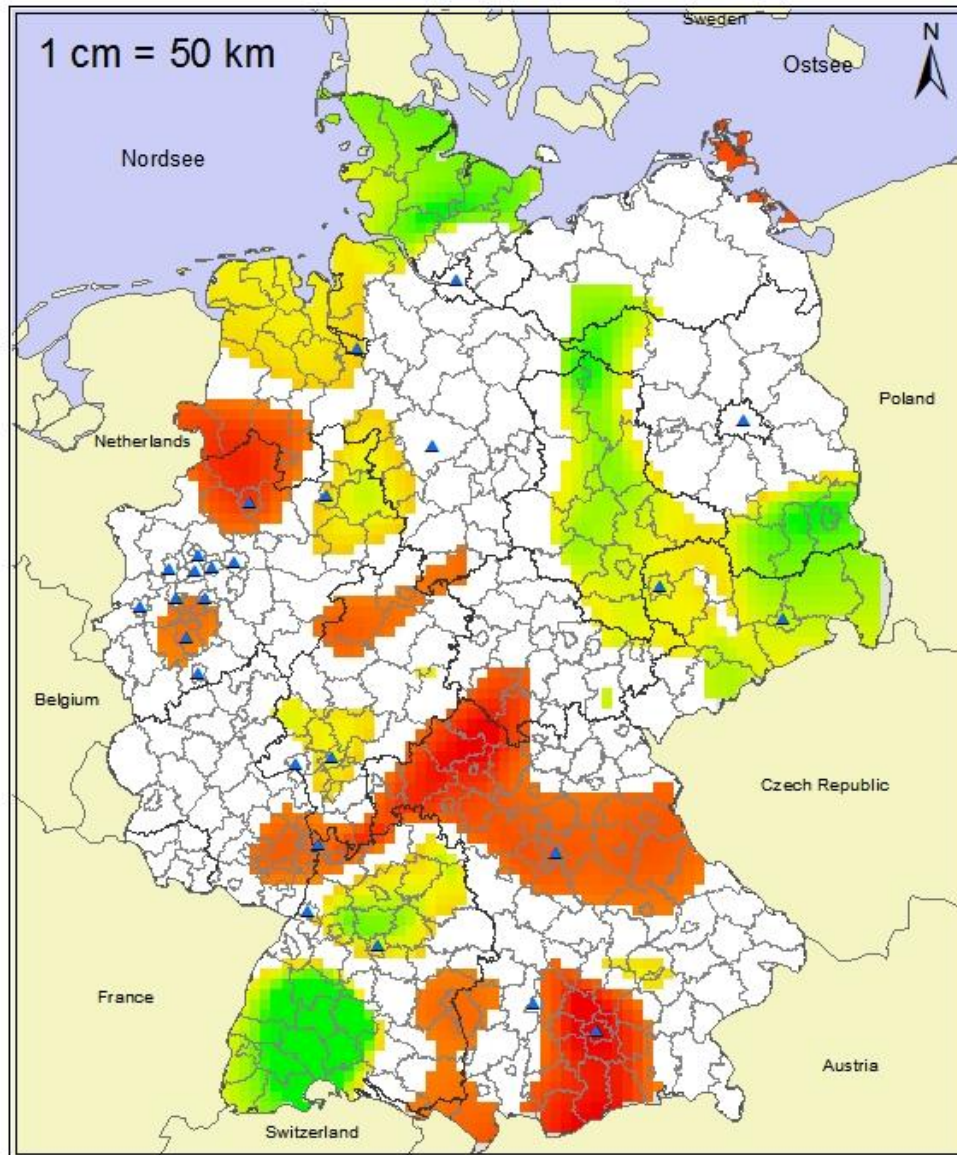 Sweden
1 cm = 50 km
N
Ostsee
Nordsee
Poland
Netherlands
Belgium
Czech Republic
France
Austria
Switzerland